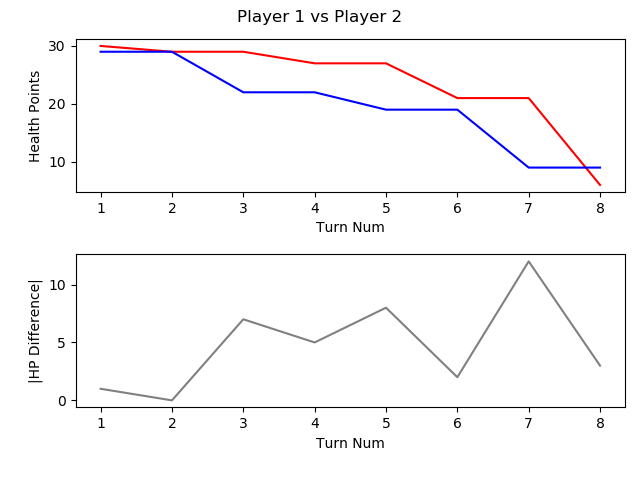 Player 1 vs Player 2
30
20
10
Health Points
1 2 3 4 5 6 7 8
Turn Num
10
5
0
|HP Difference|
1 2 3 4 5 6 7 8
Turn Num